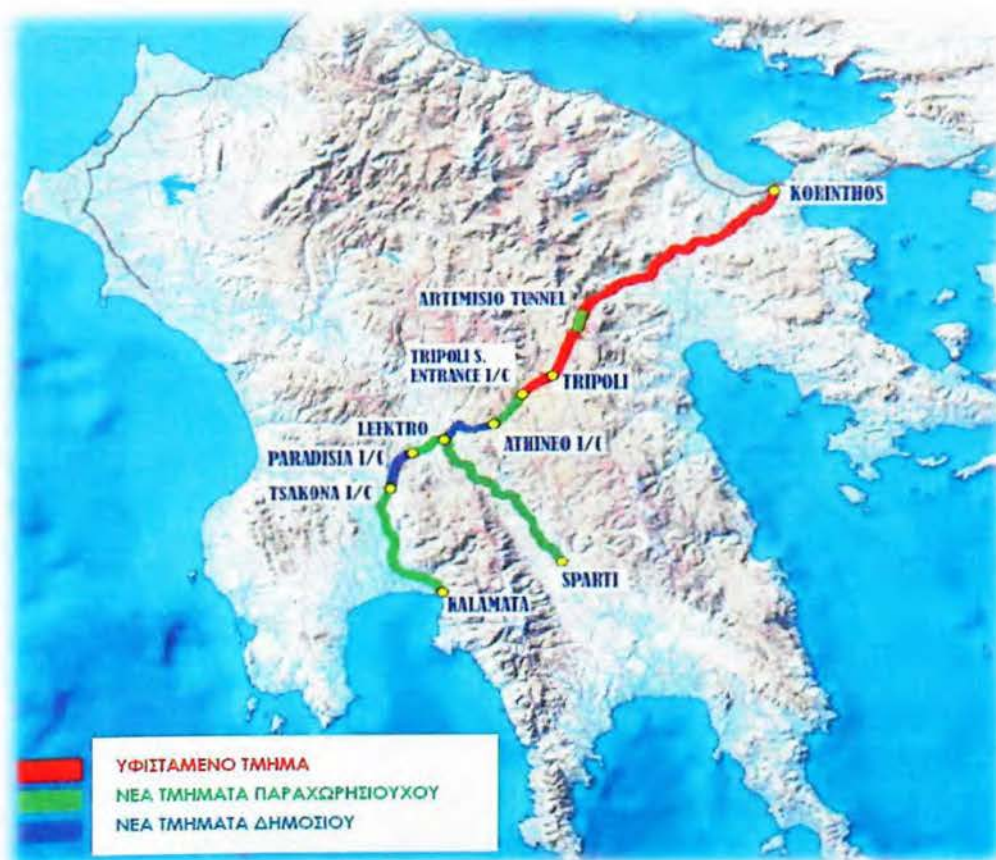 KORINTHOS
ARTEMISIO TUNNEL
TRIPOLI S.
ENTRANCE I/C
TRIPOLI
LEFKTRO
ATHINEO I/C
PARADISIA I/C
TSAKONA I/C
SPARTI
KALAMATA
ΥΦΙΣΤΑΜΕΝΟ ΤΜΗΜΑ
ΝΕΑ ΤΜΗΜΑΤΑ ΠΑΡΑΧΩΡΗΣΙΟΥΧΟΥ
ΝΕΑ ΤΜΗΜΑΤΑ ΔΗΜΟΣΙΟΥ